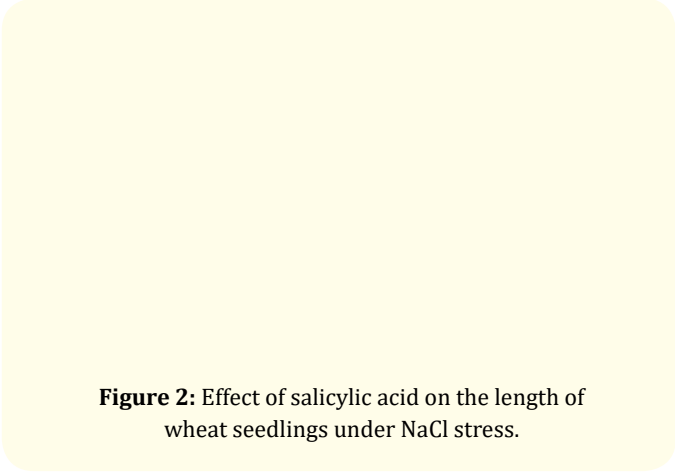 Figure 2: Effect of salicylic acid on the length of
wheat seedlings under NaCl stress.